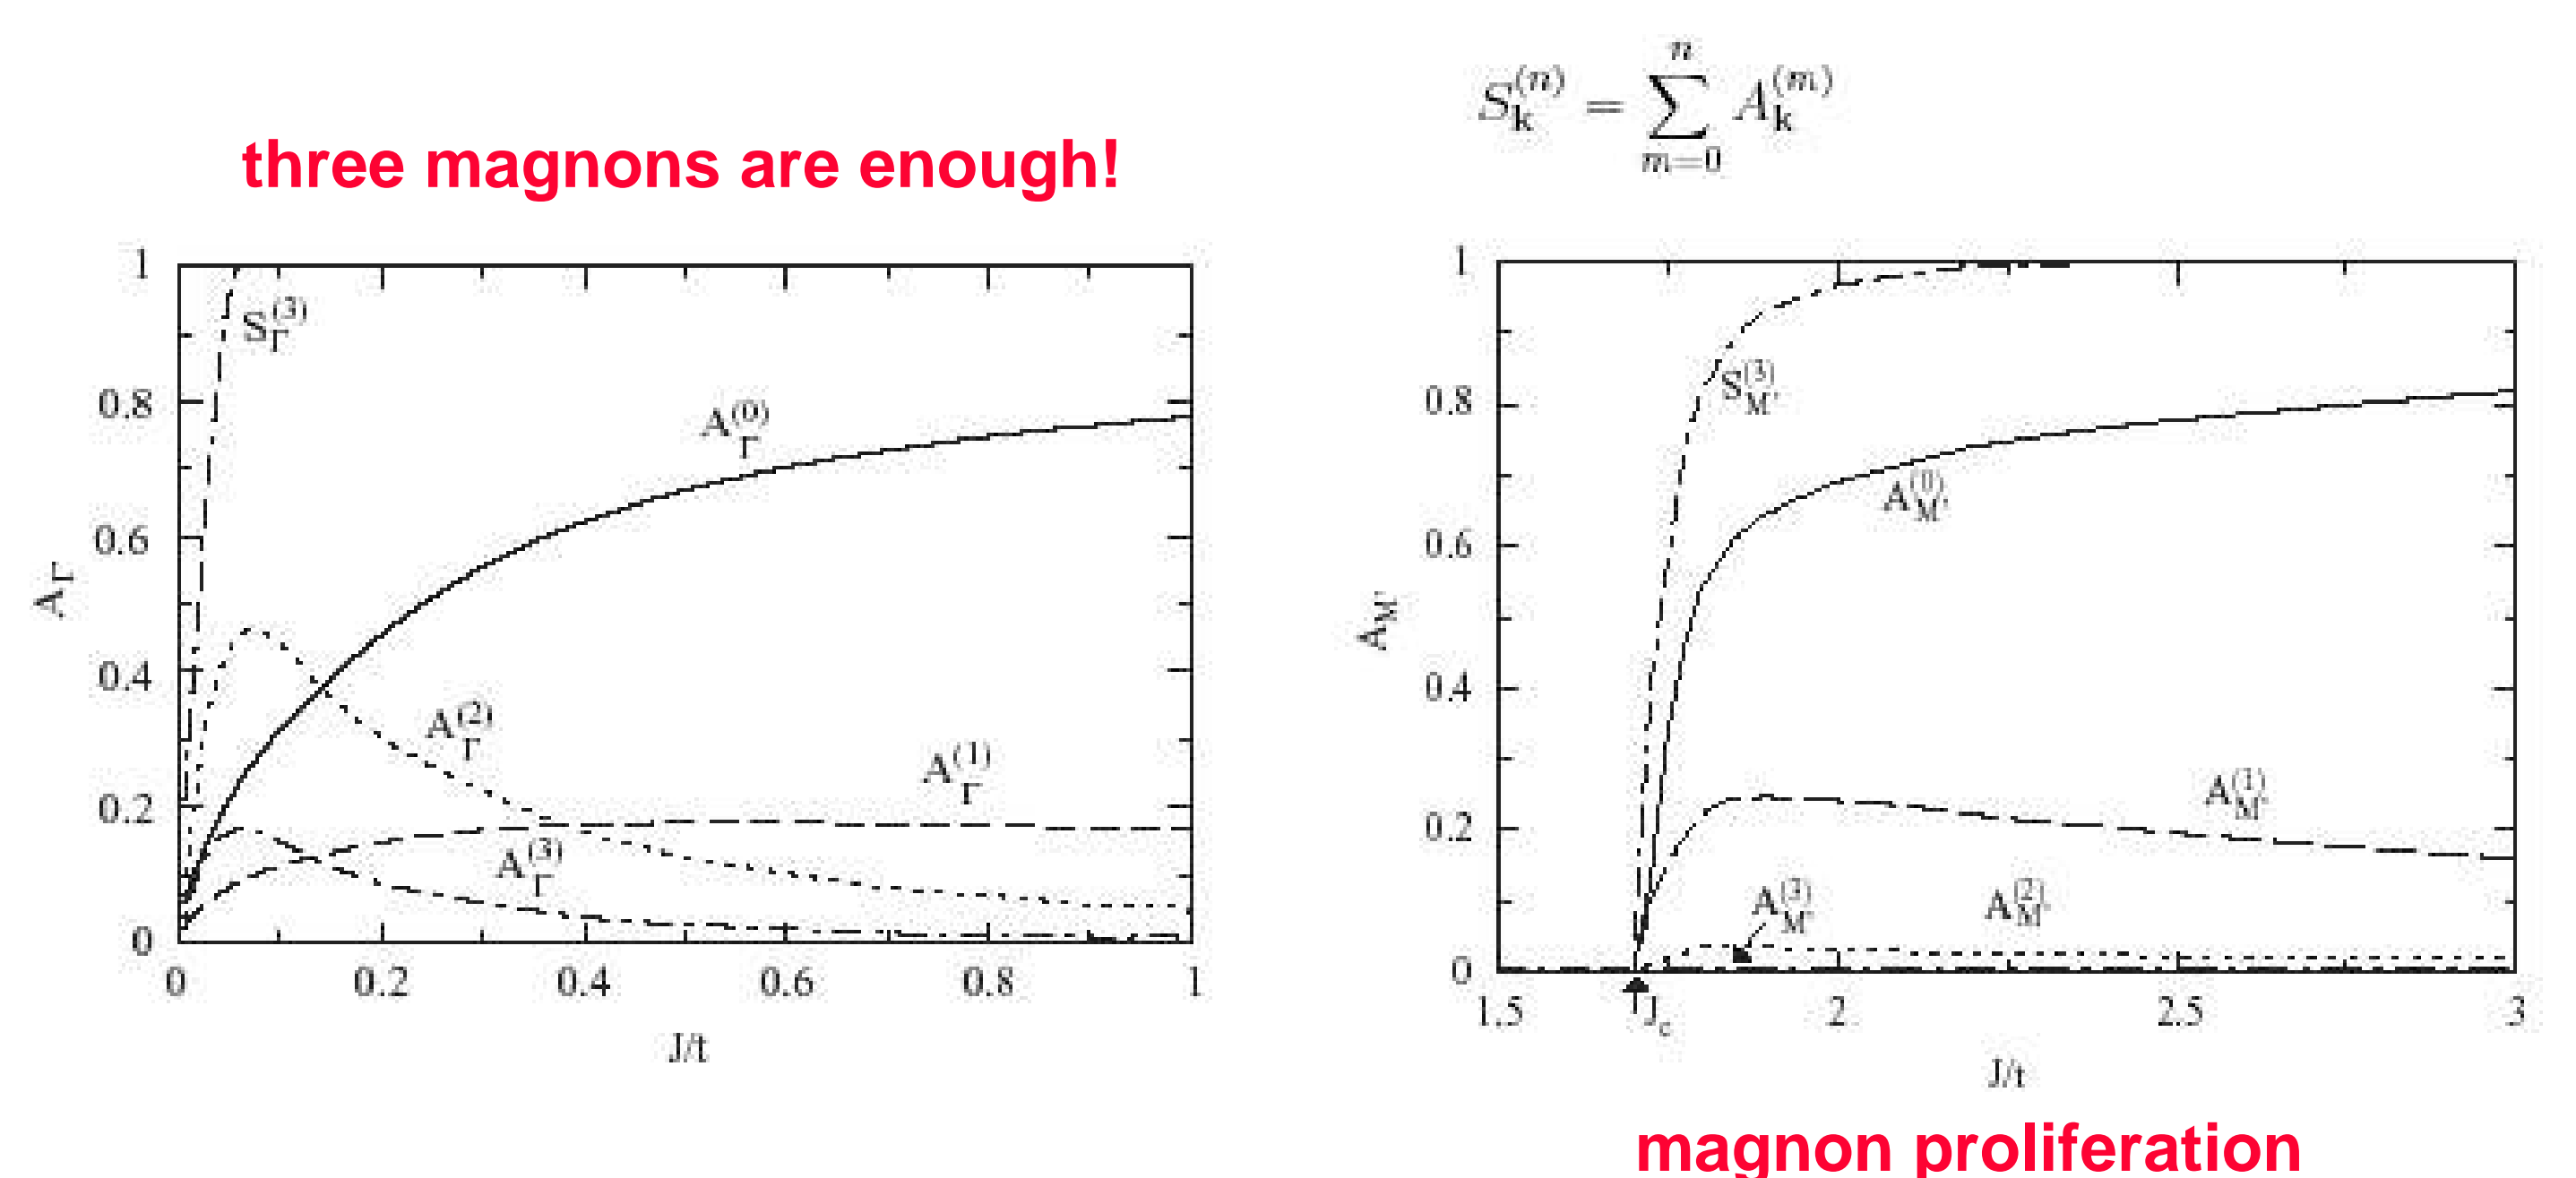 S_k^(n) = ∑_{m=0}^{n} A_k^(m)
three magnons are enough!
1
0.8
0.6
0.4
0.2
0
A_Γ
S_Γ^(3)
A_Γ^(0)
A_Γ^(2)
A_Γ^(1)
A_Γ^(3)
0 0.2 0.4 0.6 0.8 1
J/t
1
0.8
0.6
0.4
0.2
0
A_M'
S_M'^(3)
A_M'^(0)
A_M'^(1)
A_M'^(3) A_M'^(2)
1.5 J_c 2 2.5 3
J/t
magnon proliferation